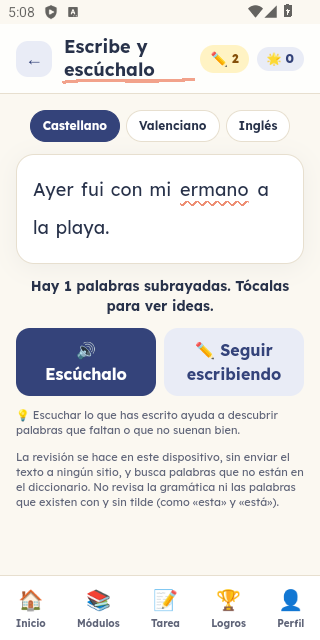 5:08
←
Escribe y
escúchalo
✏️ 2
🌟 0
Castellano
Valenciano
Inglés
Ayer fui con mi ermano a
la playa.
Hay 1 palabras subrayadas. Tócalas
para ver ideas.
🔊
Escúchalo
✏️ Seguir
escribiendo
💡 Escuchar lo que has escrito ayuda a descubrir
palabras que faltan o que no suenan bien.
La revisión se hace en este dispositivo, sin enviar el
texto a ningún sitio, y busca palabras que no están en
el diccionario. No revisa la gramática ni las palabras
que existen con y sin tilde (como «esta» y «está»).
Inicio
Módulos
Tarea
Logros
Perfil